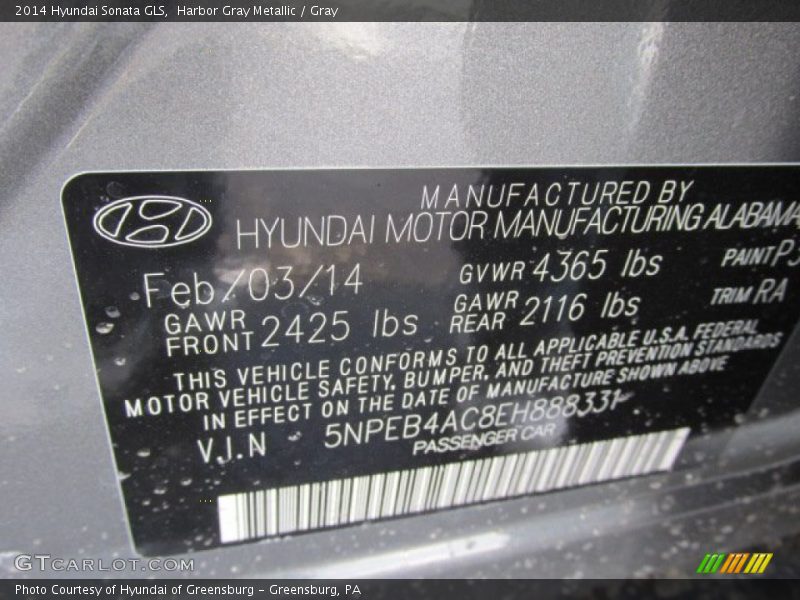 2014 Hyundai Sonata GLS, Harbor Gray Metallic / Gray
MANUFACTURED BY
HYUNDAI MOTOR MANUFACTURING ALABAMA
Feb/03/14 GVWR 4365 lbs PAINT
GAWR FRONT 2425 lbs GAWR REAR 2116 lbs TRIM RA
THIS VEHICLE CONFORMS TO ALL APPLICABLE U.S.A. FEDERAL
MOTOR VEHICLE SAFETY, BUMPER, AND THEFT PREVENTION STANDARDS
IN EFFECT ON THE DATE OF MANUFACTURE SHOWN ABOVE
V.I.N 5NPEB4AC8EH888331
PASSENGER CAR
GTCARLOT.COM
Photo Courtesy of Hyundai of Greensburg - Greensburg, PA